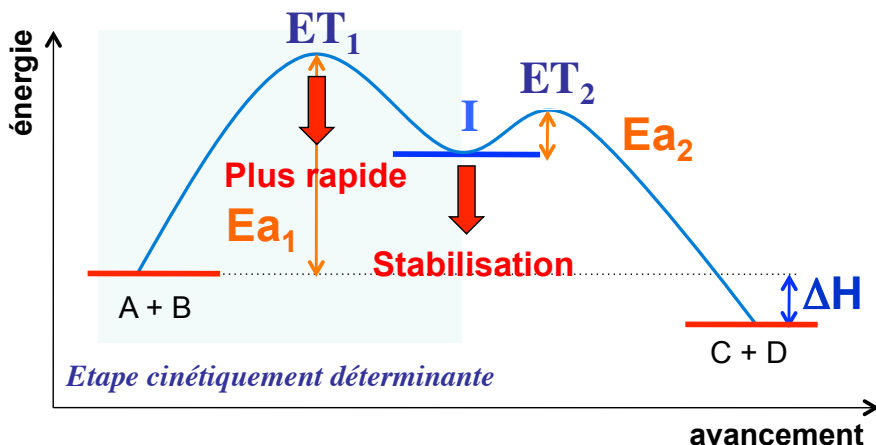 énergie
ET1
ET2
I
Ea2
Plus rapide
Ea1
Stabilisation
A + B
ΔH
C + D
Etape cinétiquement déterminante
avancement